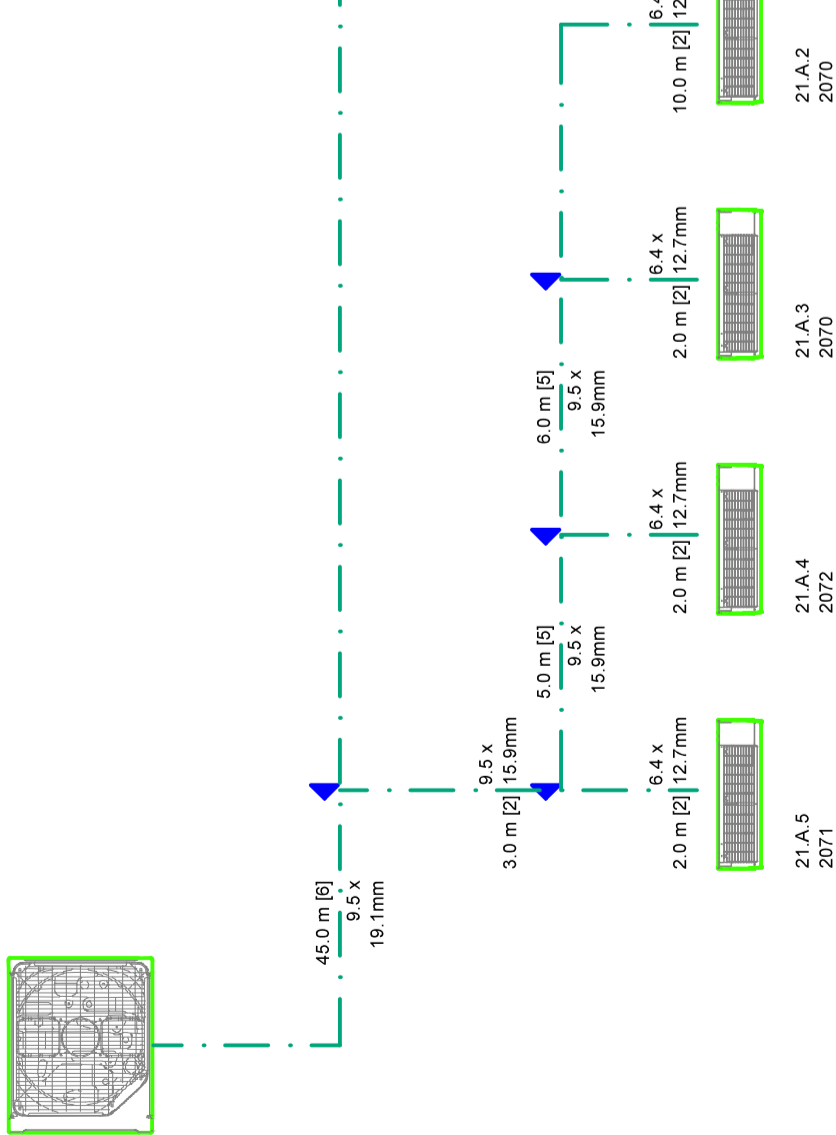 45.0 m [6]
9.5 x
19.1mm
3.0 m [2]
9.5 x
15.9mm
5.0 m [5]
9.5 x
15.9mm
6.0 m [5]
9.5 x
15.9mm
2.0 m [2]
6.4 x
12.7mm
21.A.5
2071
2.0 m [2]
6.4 x
12.7mm
21.A.4
2072
2.0 m [2]
6.4 x
12.7mm
21.A.3
2070
10.0 m [2]
21.A.2
2070